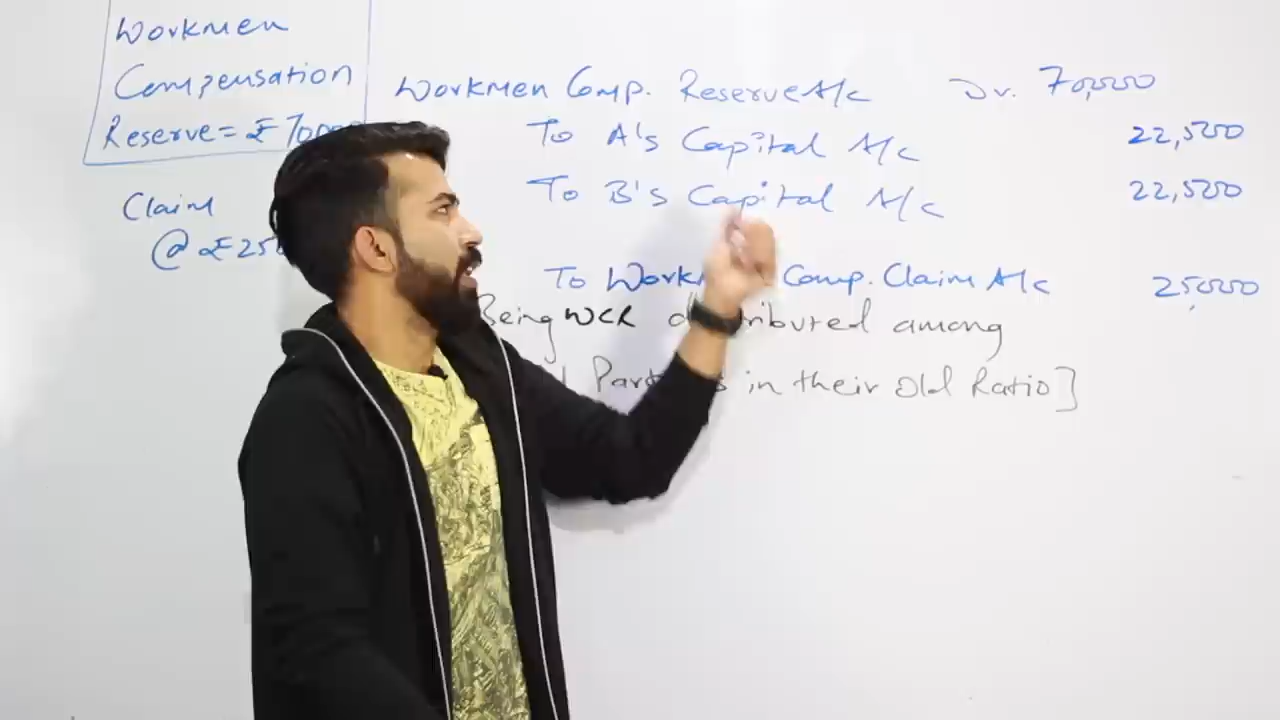 Workmen
Compensation
Reserve = ₹
Claim
@ ₹
Workmen Comp. Reserve A/c Dr. 70,000
To A's Capital A/c 22,500
To B's Capital A/c 22,500
To Comp. Claim A/c 25,000
Being WCR among
in their Old Ratio]